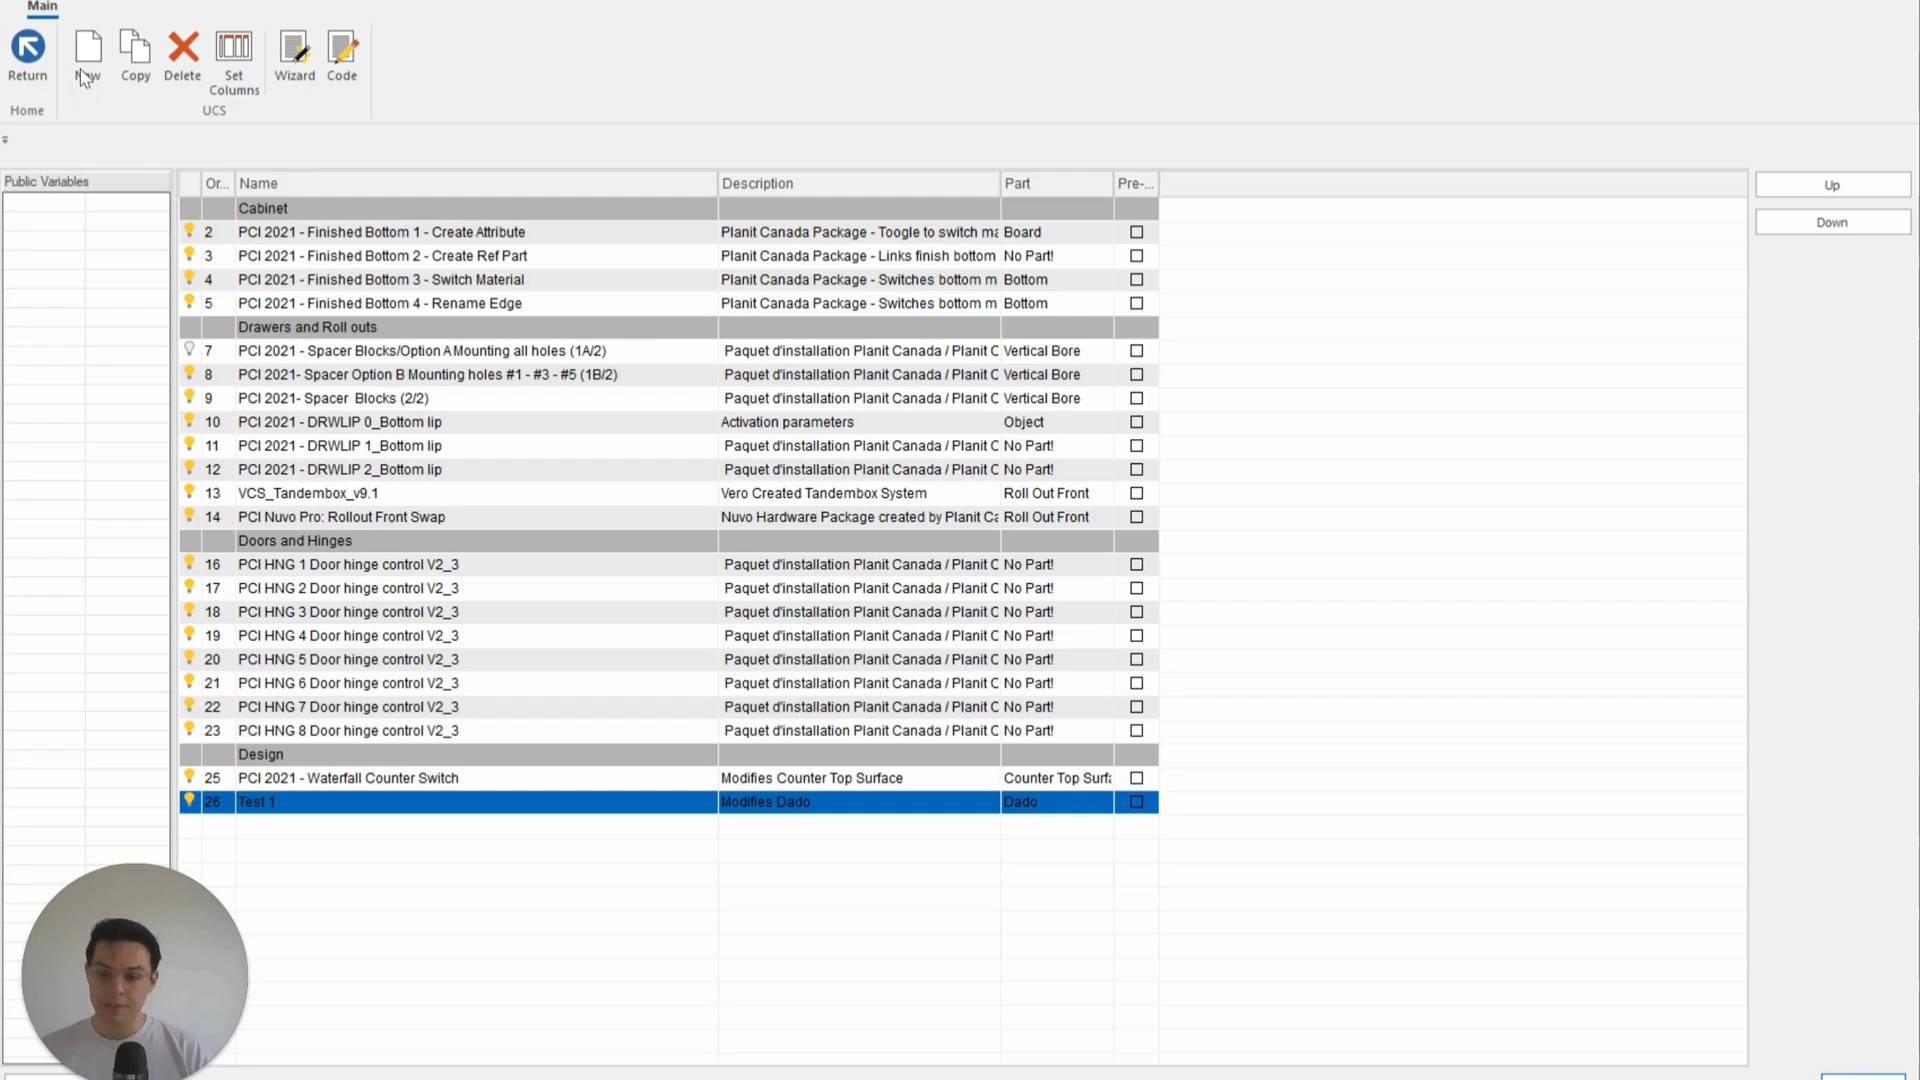 Main
Return
New
Copy
Delete
Set
Columns
Wizard
Code
Home
UCS
Public Variables
Or... Name Description Part Pre-...
Up
Down
Cabinet
2 PCI 2021 - Finished Bottom 1 - Create Attribute Planit Canada Package - Toogle to switch ma Board
3 PCI 2021 - Finished Bottom 2 - Create Ref Part Planit Canada Package - Links finish bottom No Part!
4 PCI 2021 - Finished Bottom 3 - Switch Material Planit Canada Package - Switches bottom m Bottom
5 PCI 2021 - Finished Bottom 4 - Rename Edge Planit Canada Package - Switches bottom m Bottom
Drawers and Roll outs
7 PCI 2021 - Spacer Blocks/Option A Mounting all holes (1A/2) Paquet d'installation Planit Canada / Planit C Vertical Bore
8 PCI 2021- Spacer Option B Mounting holes #1 - #3 - #5 (1B/2) Paquet d'installation Planit Canada / Planit C Vertical Bore
9 PCI 2021- Spacer Blocks (2/2) Paquet d'installation Planit Canada / Planit C Vertical Bore
10 PCI 2021 - DRWLIP 0_Bottom lip Activation parameters Object
11 PCI 2021 - DRWLIP 1_Bottom lip Paquet d'installation Planit Canada / Planit C No Part!
12 PCI 2021 - DRWLIP 2_Bottom lip Paquet d'installation Planit Canada / Planit C No Part!
13 VCS_Tandembox_v9.1 Vero Created Tandembox System Roll Out Front
14 PCI Nuvo Pro: Rollout Front Swap Nuvo Hardware Package created by Planit Ca Roll Out Front
Doors and Hinges
16 PCI HNG 1 Door hinge control V2_3 Paquet d'installation Planit Canada / Planit C No Part!
17 PCI HNG 2 Door hinge control V2_3 Paquet d'installation Planit Canada / Planit C No Part!
18 PCI HNG 3 Door hinge control V2_3 Paquet d'installation Planit Canada / Planit C No Part!
19 PCI HNG 4 Door hinge control V2_3 Paquet d'installation Planit Canada / Planit C No Part!
20 PCI HNG 5 Door hinge control V2_3 Paquet d'installation Planit Canada / Planit C No Part!
21 PCI HNG 6 Door hinge control V2_3 Paquet d'installation Planit Canada / Planit C No Part!
22 PCI HNG 7 Door hinge control V2_3 Paquet d'installation Planit Canada / Planit C No Part!
23 PCI HNG 8 Door hinge control V2_3 Paquet d'installation Planit Canada / Planit C No Part!
Design
25 PCI 2021 - Waterfall Counter Switch Modifies Counter Top Surface Counter Top Surfa
26 Test 1 Modifies Dado Dado